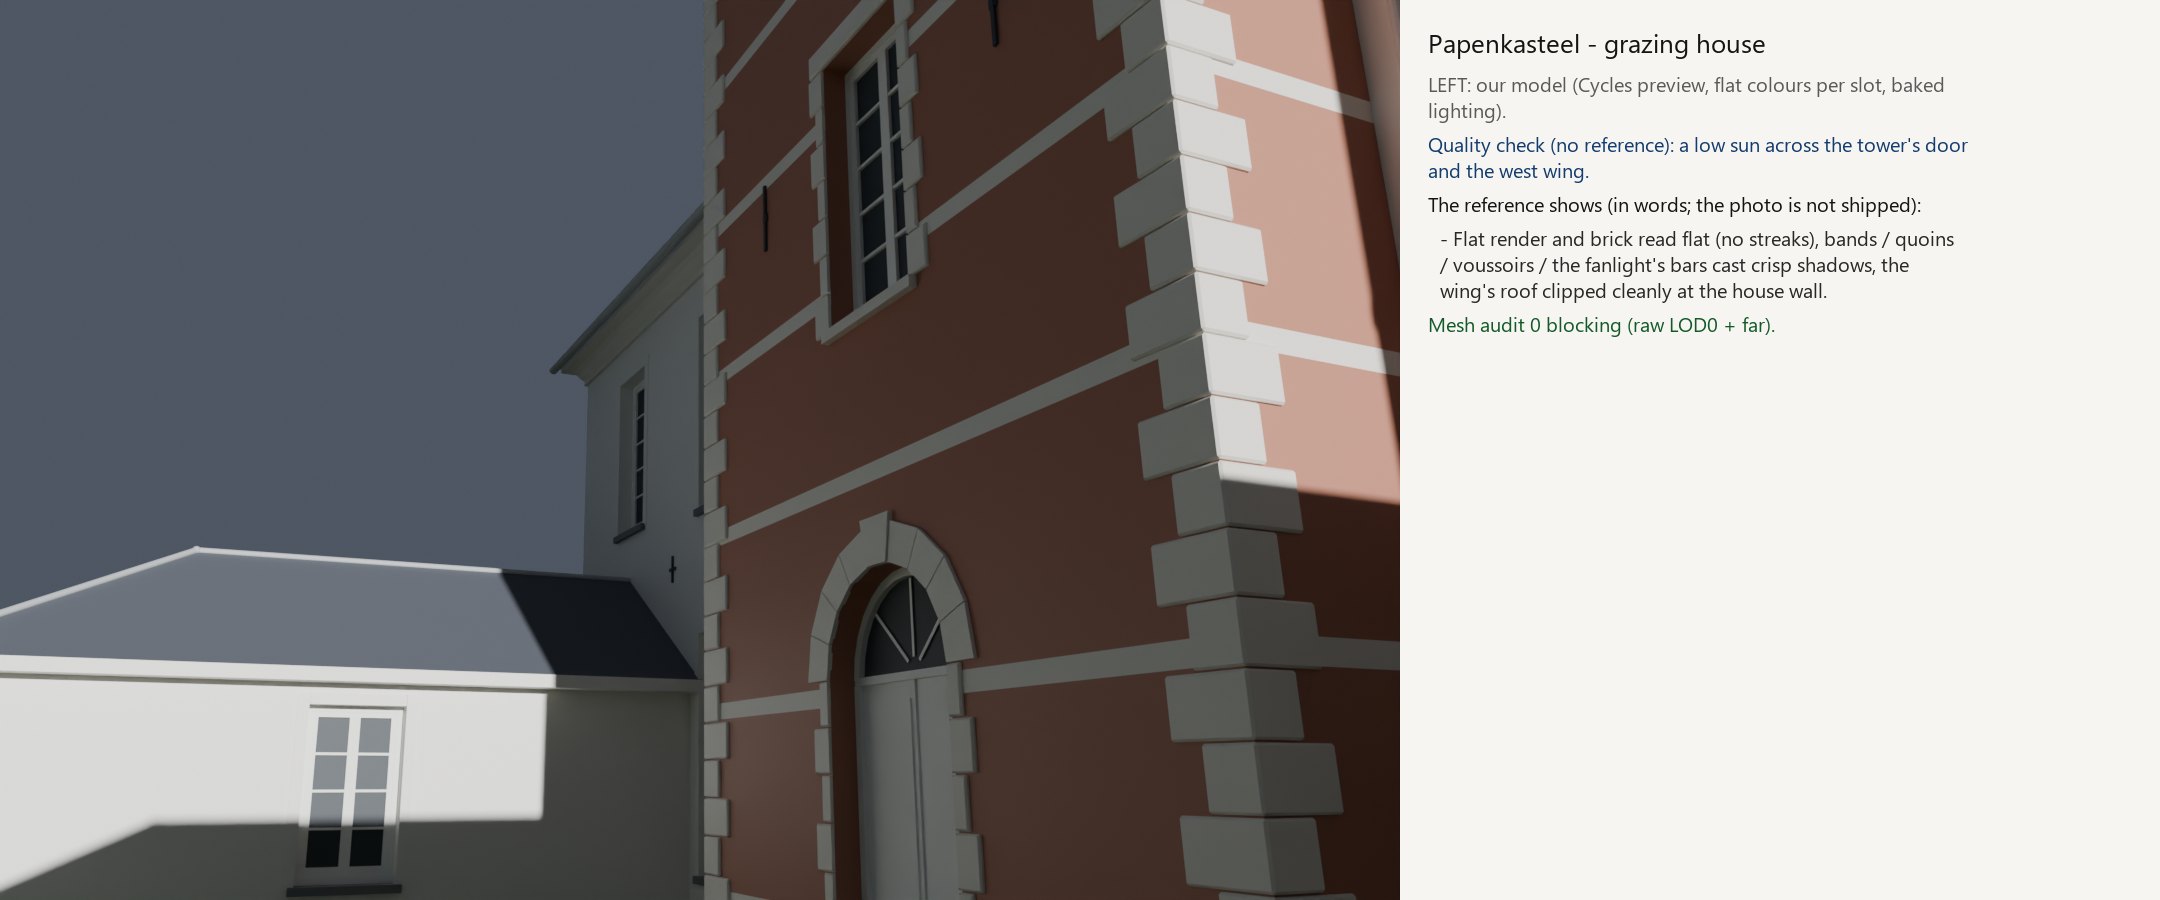 Papenkasteel - grazing house
LEFT: our model (Cycles preview, flat colours per slot, baked
lighting).
Quality check (no reference): a low sun across the tower's door
and the west wing.
The reference shows (in words; the photo is not shipped):
- Flat render and brick read flat (no streaks), bands / quoins
/ voussoirs / the fanlight's bars cast crisp shadows, the
wing's roof clipped cleanly at the house wall.
Mesh audit 0 blocking (raw LOD0 + far).